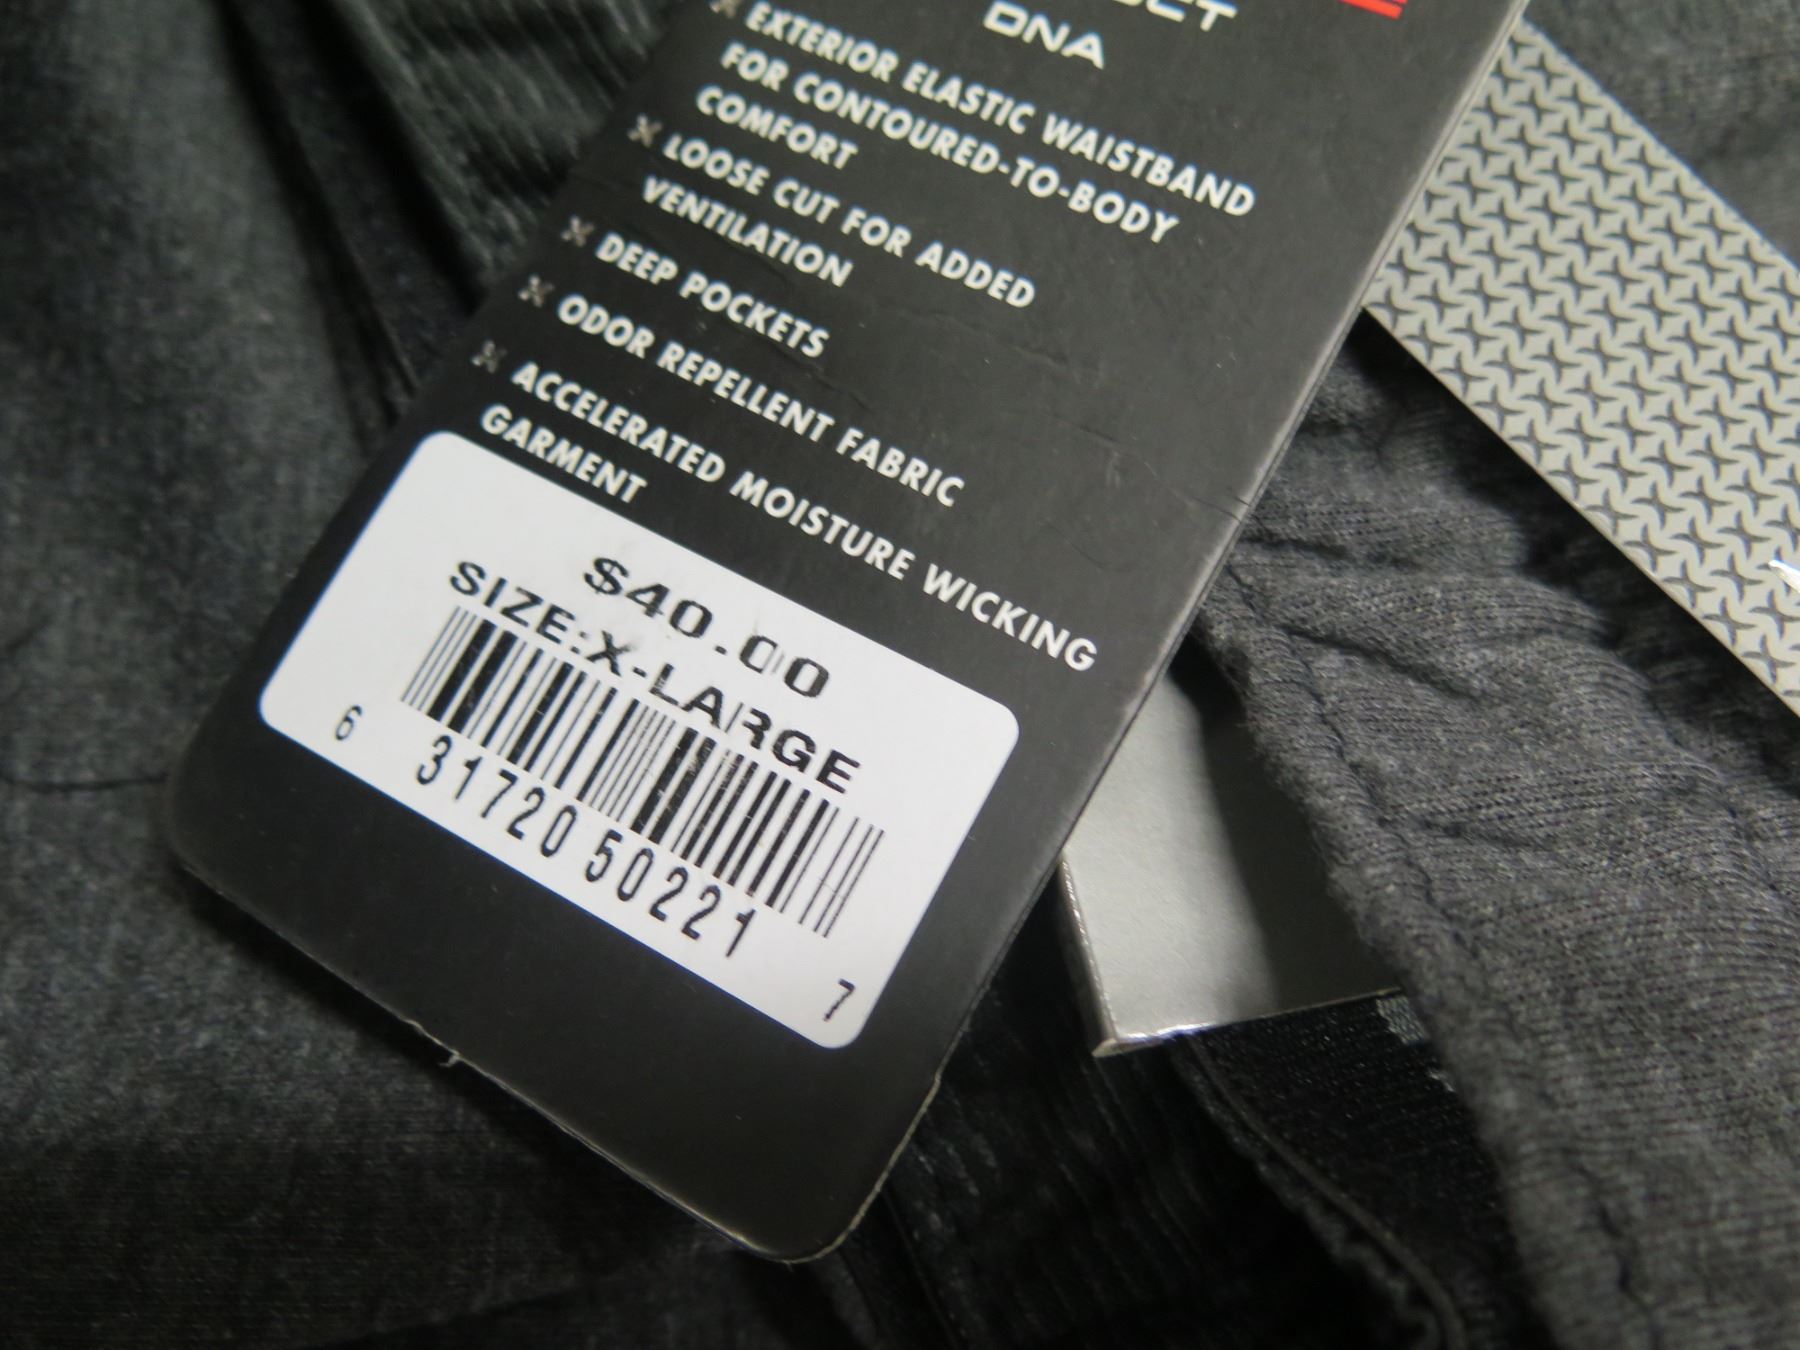 DNA
EXTERIOR ELASTIC WAISTBAND
FOR CONTOURED-TO-BODY
COMFORT
LOOSE CUT FOR ADDED
VENTILATION
DEEP POCKETS
ODOR REPELLENT FABRIC
ACCELERATED MOISTURE WICKING
GARMENT
$40.00
SIZE:X-LARGE
6 31720 50221 7